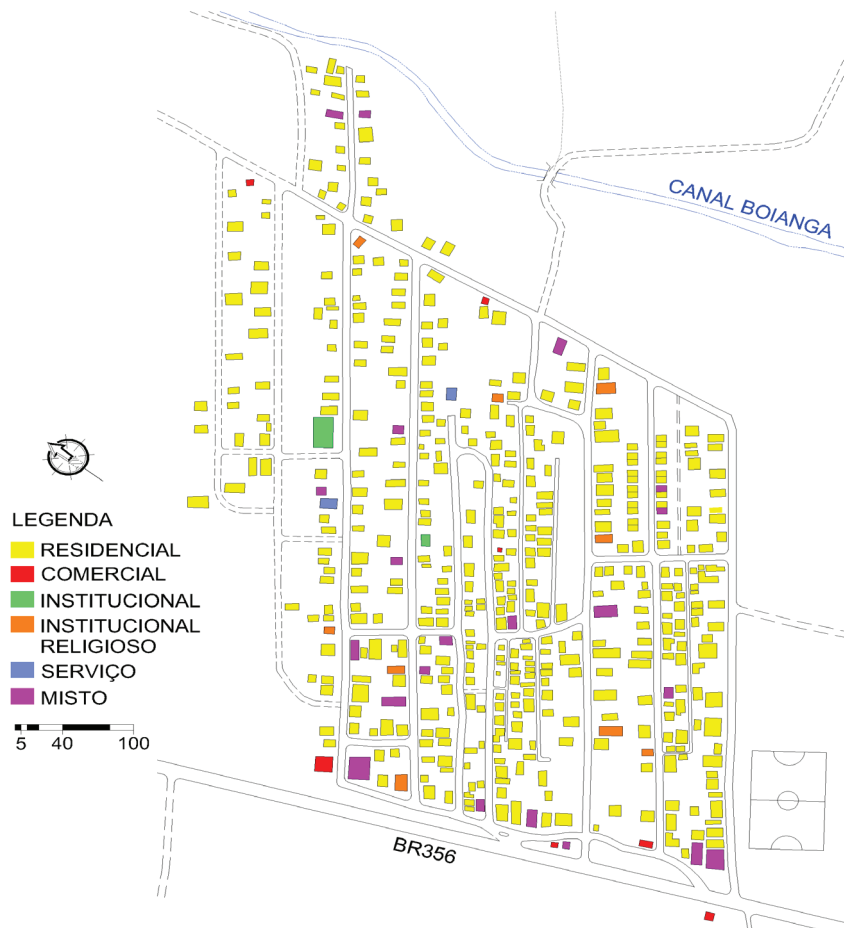 CANAL BOIANGA
LEGENDA
RESIDENCIAL
COMERCIAL
INSTITUCIONAL
INSTITUCIONAL
RELIGIOSO
SERVIÇO
MISTO
5 40 100
BR356